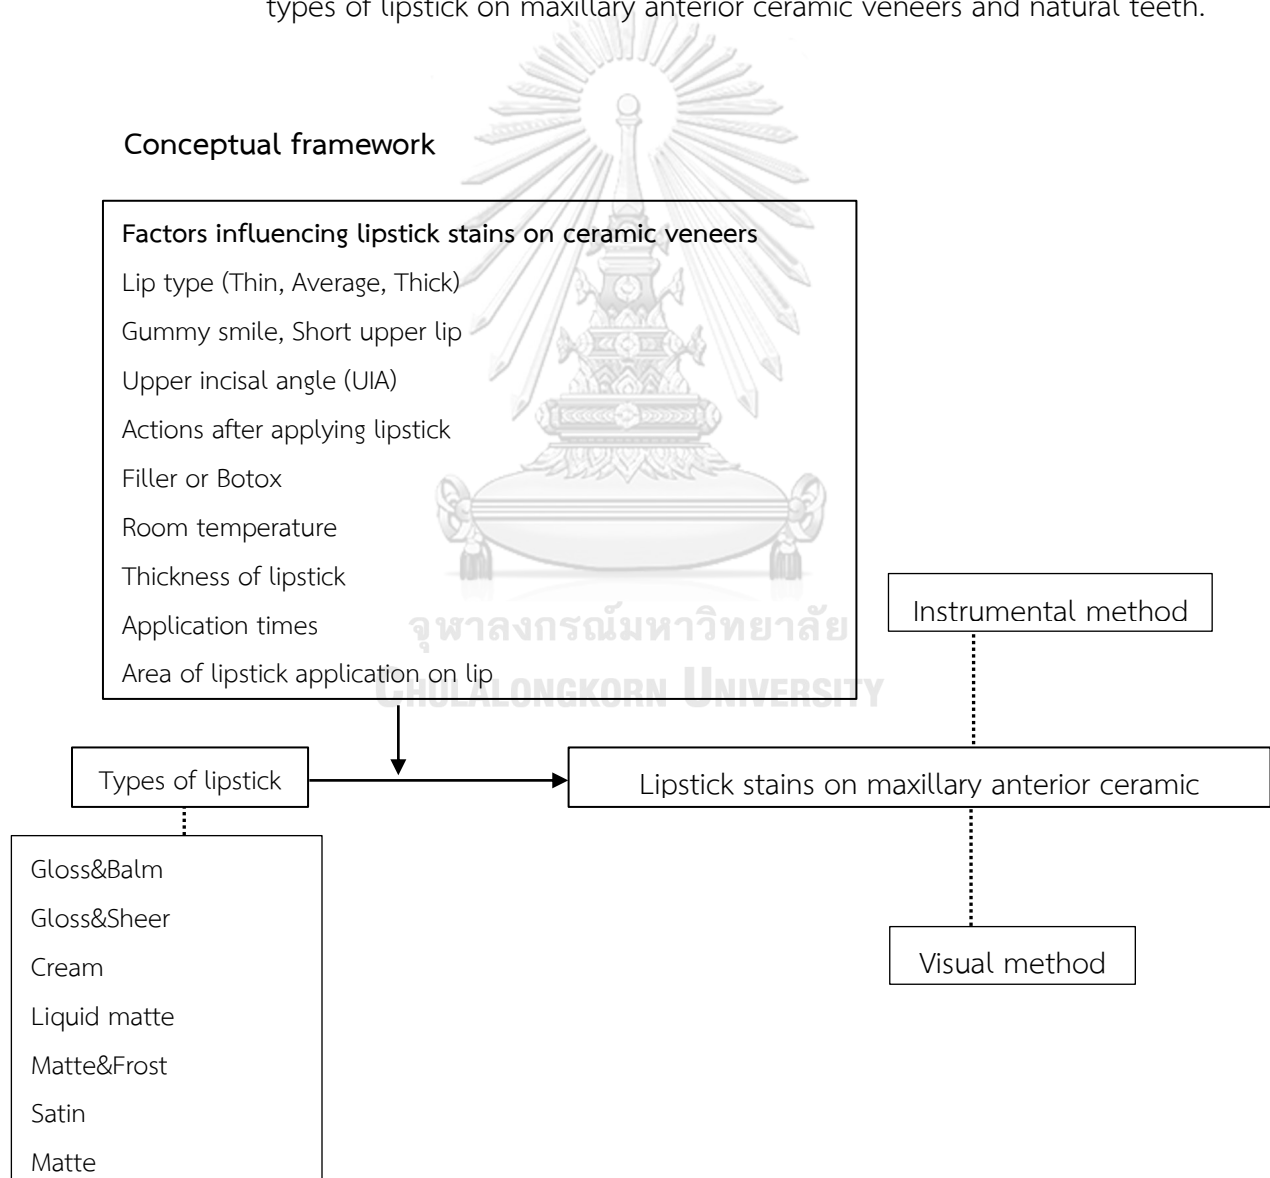 types of lipstick on maxillary anterior ceramic veneers and natural teeth.
Conceptual framework
Factors influencing lipstick stains on ceramic veneers
Lip type (Thin, Average, Thick)
Gummy smile, Short upper lip
Upper incisal angle (UIA)
Actions after applying lipstick
Filler or Botox
Room temperature
Thickness of lipstick
Application times
Area of lipstick application on lip
จุฬาลงกรณ์มหาวิทยาลัย
CHULALONGKORN UNIVERSITY
Instrumental method
Types of lipstick
Lipstick stains on maxillary anterior ceramic
Gloss&Balm
Gloss&Sheer
Cream
Liquid matte
Matte&Frost
Satin
Matte
Visual method